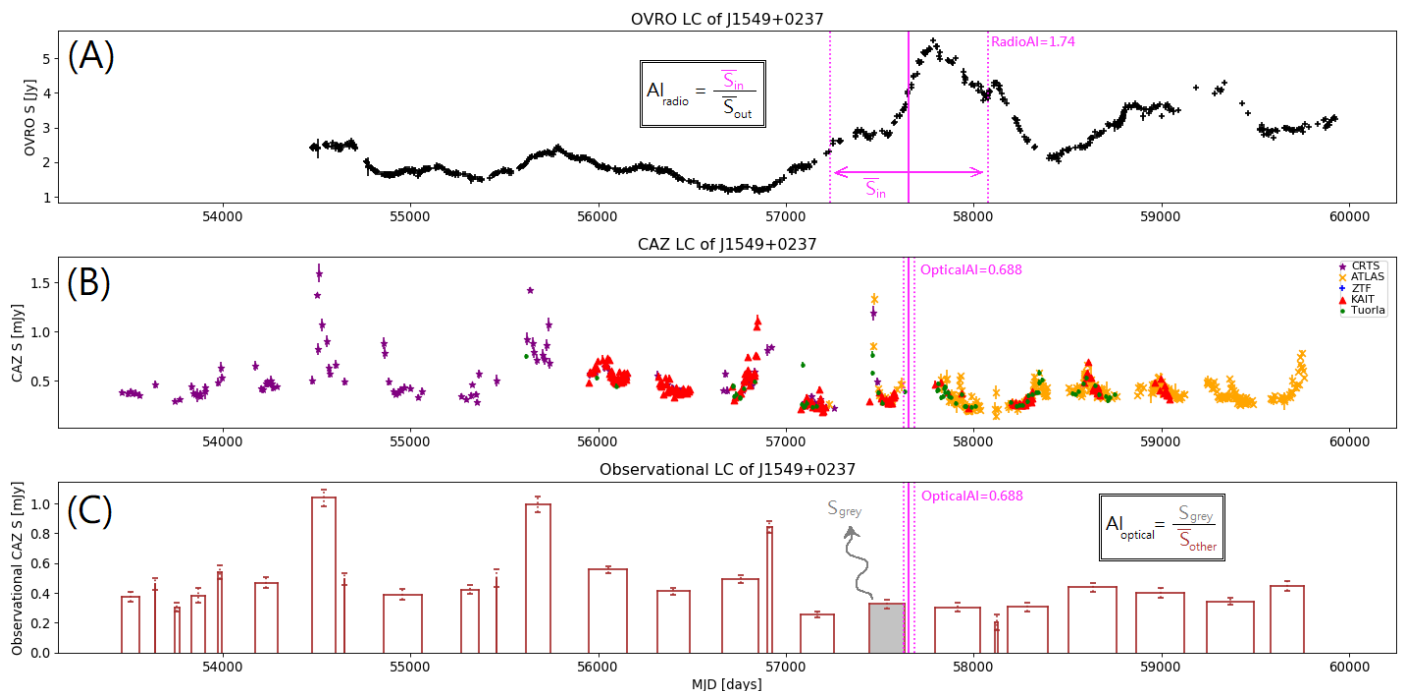 OVRO LC of J1549+0237
(A)
RadioAI=1.74
AI_radio = S̅_in / S̅_out
S̅_in
OVRO S [Jy]
5
4
3
2
1
54000 55000 56000 57000 58000 59000 60000
CAZ LC of J1549+0237
(B)
OpticalAI=0.688
CRTS
ATLAS
ZTF
KAIT
Tuorla
CAZ S [mJy]
1.5
1.0
0.5
54000 55000 56000 57000 58000 59000 60000
Observational LC of J1549+0237
(C)
OpticalAI=0.688
S_grey
AI_optical = S_grey / S̅_other
Observational CAZ S [mJy]
1.0
0.8
0.6
0.4
0.2
0.0
54000 55000 56000 57000 58000 59000 60000
MJD [days]